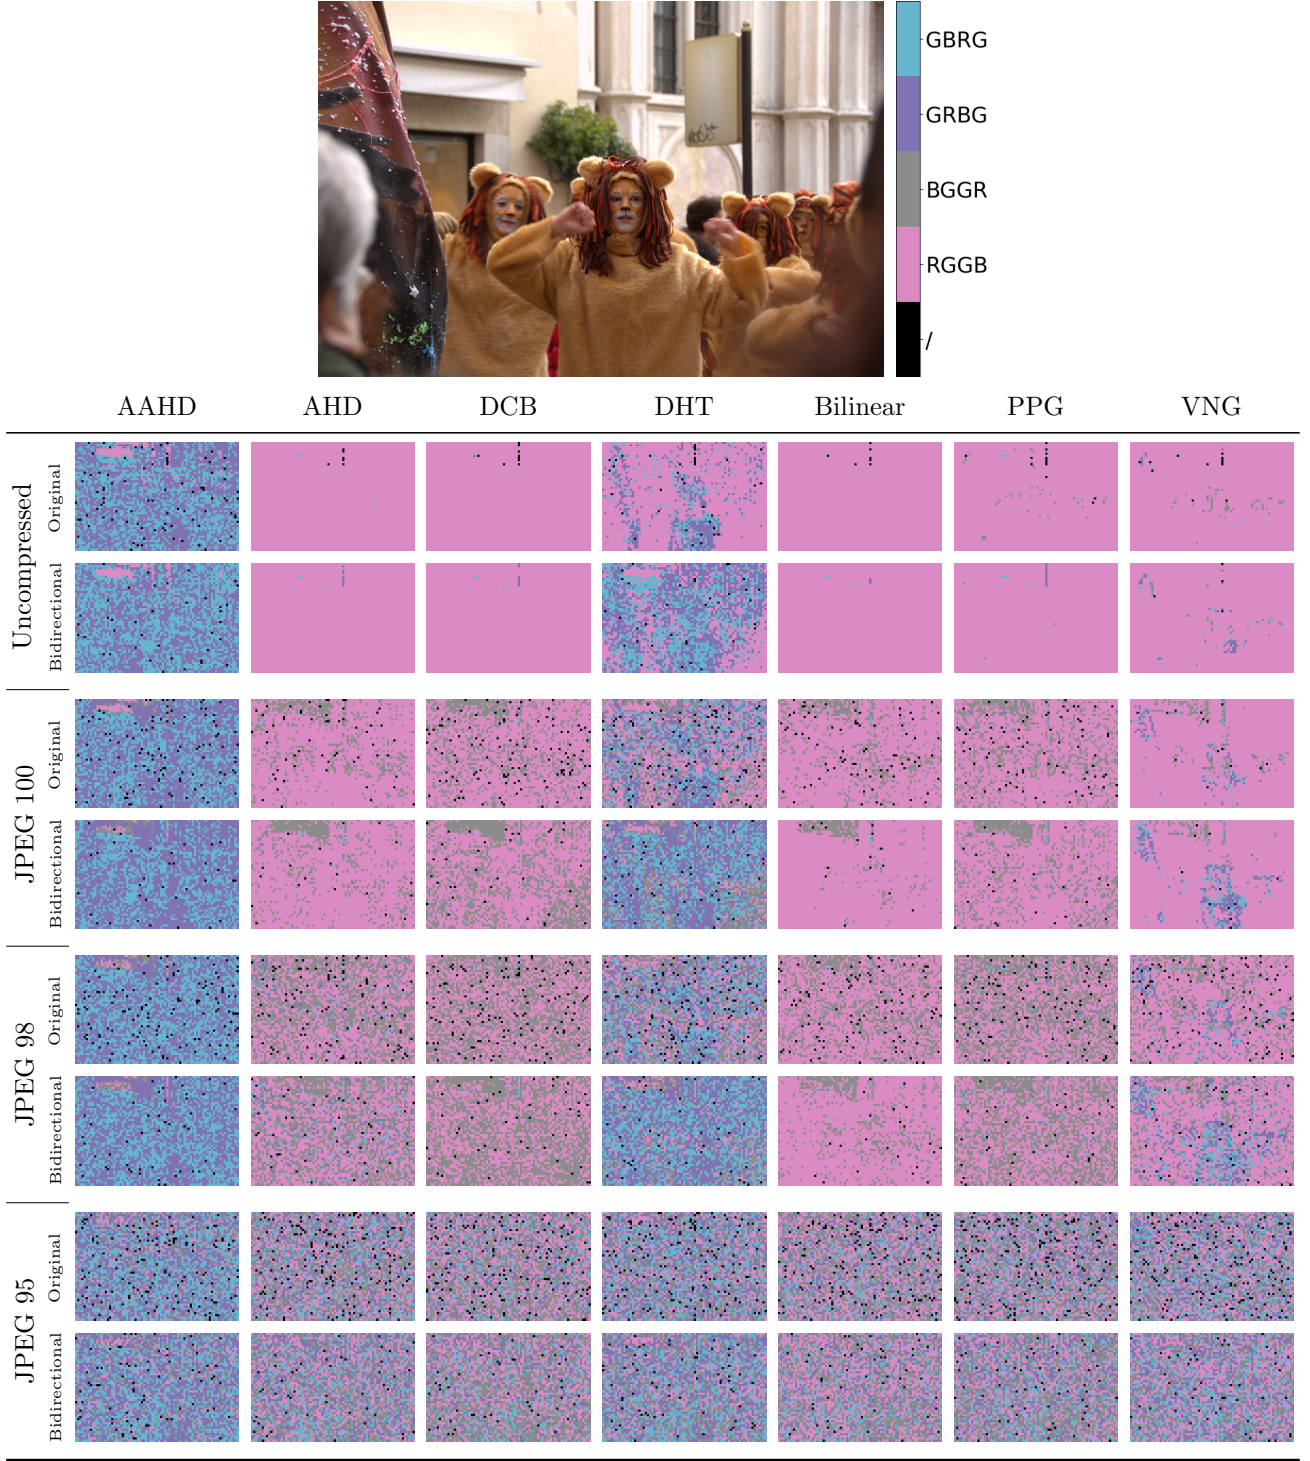 GBRG
GRBG
BGGR
RGGB
/
AAHD AHD DCB DHT Bilinear PPG VNG
Uncompressed
Original
Bidirectional
JPEG 100
Original
Bidirectional
JPEG 98
Original
Bidirectional
JPEG 95
Original
Bidirectional